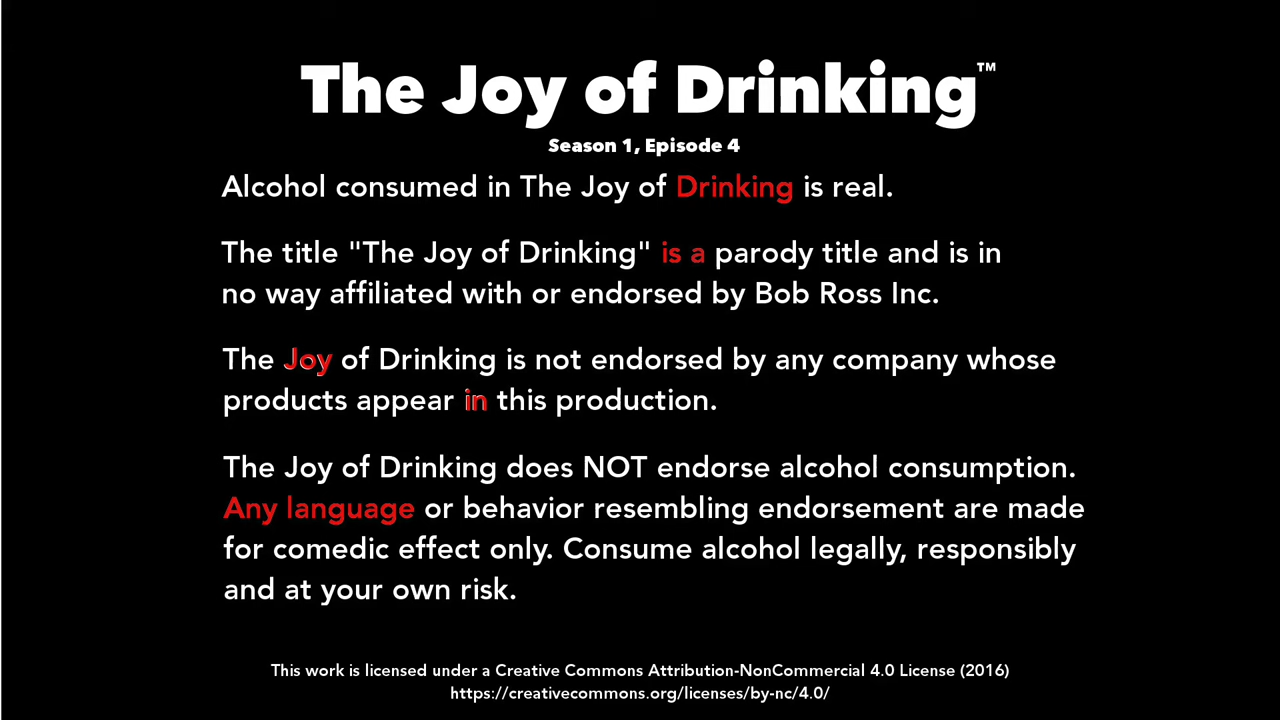 The Joy of Drinking™
Season 1, Episode 4
Alcohol consumed in The Joy of Drinking is real.
The title "The Joy of Drinking" is a parody title and is in
no way affiliated with or endorsed by Bob Ross Inc.
The Joy of Drinking is not endorsed by any company whose
products appear in this production.
The Joy of Drinking does NOT endorse alcohol consumption.
Any language or behavior resembling endorsement are made
for comedic effect only. Consume alcohol legally, responsibly
and at your own risk.
This work is licensed under a Creative Commons Attribution-NonCommercial 4.0 License (2016)
https://creativecommons.org/licenses/by-nc/4.0/